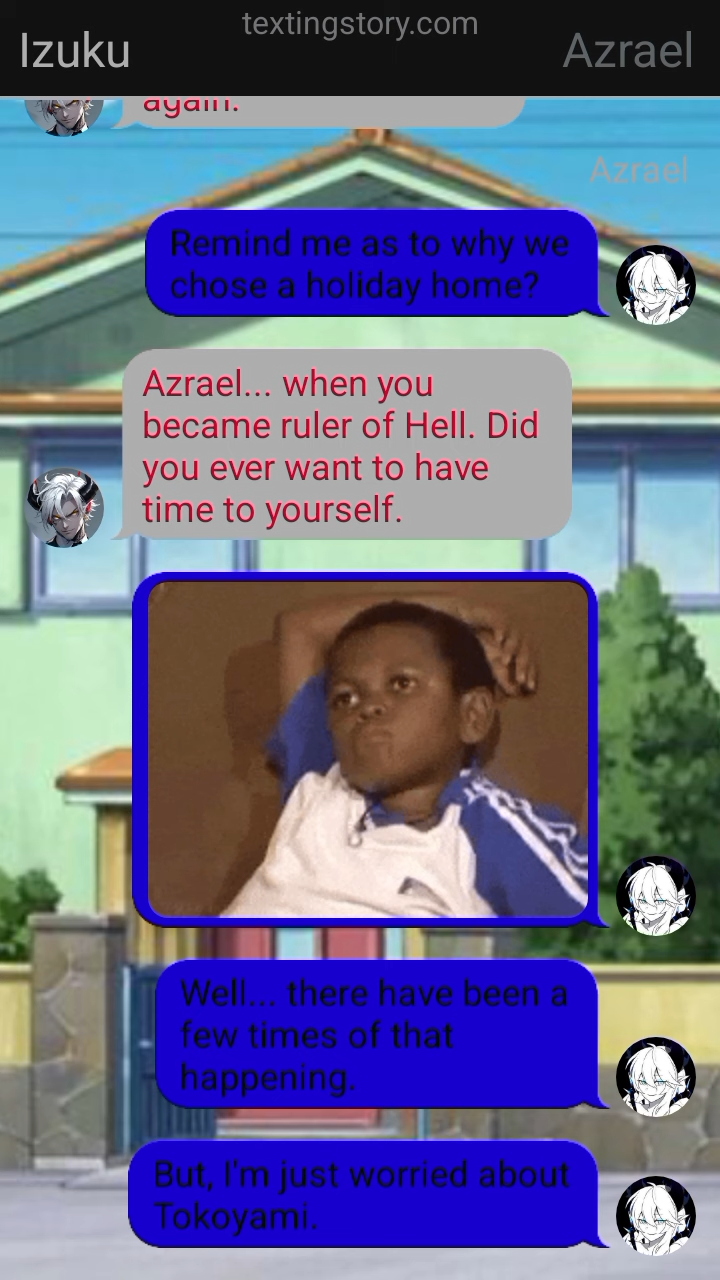 textingstory.com
Izuku
Azrael
again.
Azrael
Remind me as to why we
chose a holiday home?
Azrael... when you
became ruler of Hell. Did
you ever want to have
time to yourself.
Well... there have been a
few times of that
happening.
But, I'm just worried about
Tokoyami.